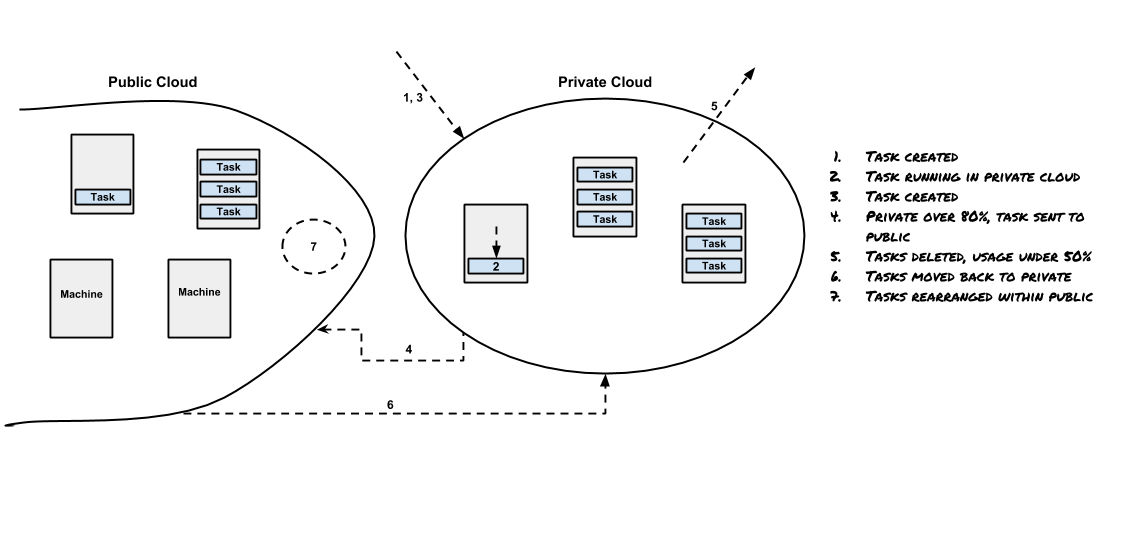 Public Cloud
Private Cloud
1, 3
5
Task
Task
Task
Task
7
Machine
Machine
Task
Task
Task
2
Task
Task
Task
4
6
1. Task created
2. Task running in private cloud
3. Task created
4. Private over 80%, task sent to
public
5. Tasks deleted, usage under 50%
6. Tasks moved back to private
7. Tasks rearranged within public